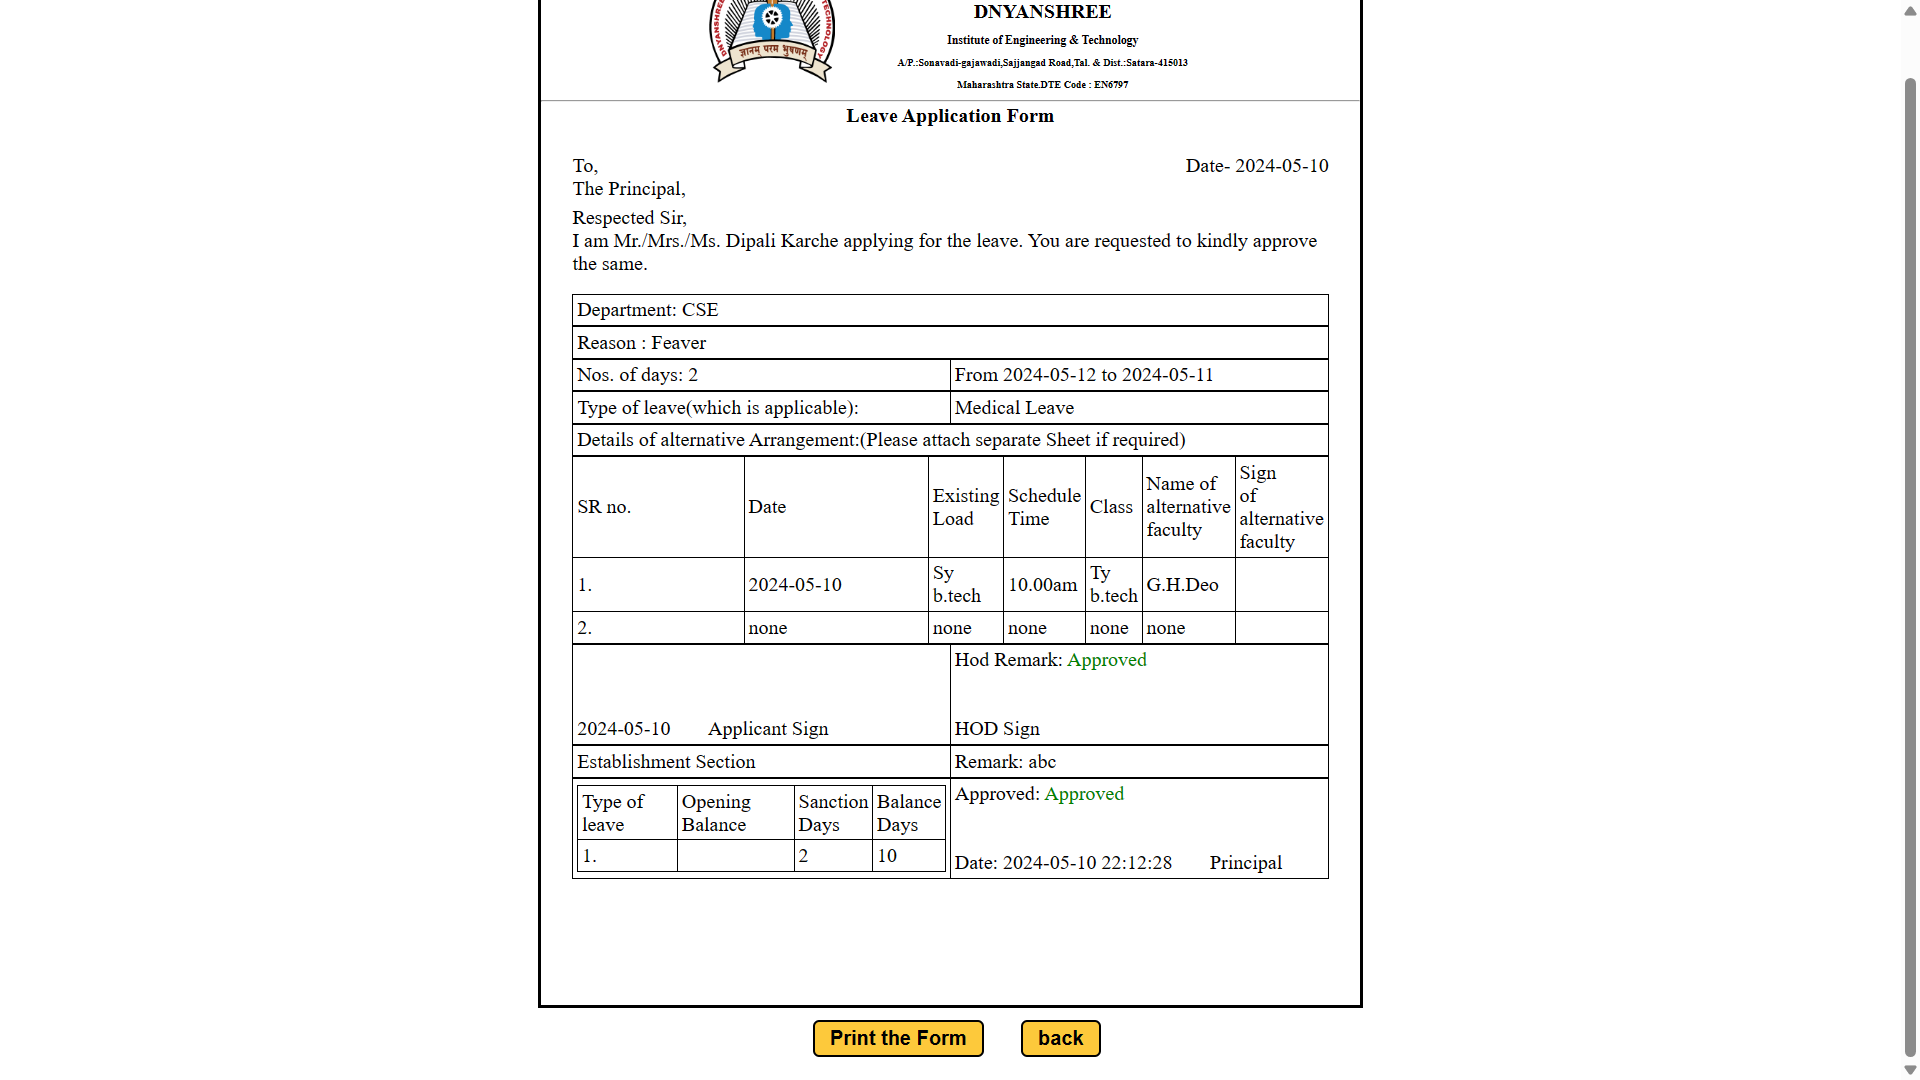 DNYANSHREE
TECHNOLOGY
ज्ञानम् परम भुषणम्
DNYANSHREE
Institute of Engineering & Technology
A/P.:Sonavadi-gajawadi,Sajjangad Road,Tal. & Dist.:Satara-415013
Maharashtra State.DTE Code : EN6797
Leave Application Form
To,
Date- 2024-05-10
The Principal,
Respected Sir,
I am Mr./Mrs./Ms. Dipali Karche applying for the leave. You are requested to kindly approve
the same.
Department: CSE
Reason : Feaver
Nos. of days: 2
From 2024-05-12 to 2024-05-11
Type of leave(which is applicable):
Medical Leave
Details of alternative Arrangement:(Please attach separate Sheet if required)
SR no.
Date
Existing
Load
Schedule
Time
Class
Name of
alternative
faculty
Sign
of
alternative
faculty
1.
2024-05-10
Sy
b.tech
10.00am
Ty
b.tech
G.H.Deo
2.
none
none
none
none
none
2024-05-10 Applicant Sign
Hod Remark: Approved
HOD Sign
Establishment Section
Remark: abc
Type of
leave
Opening
Balance
Sanction
Days
Balance
Days
1.
2
10
Approved: Approved
Date: 2024-05-10 22:12:28 Principal
Print the Form
back